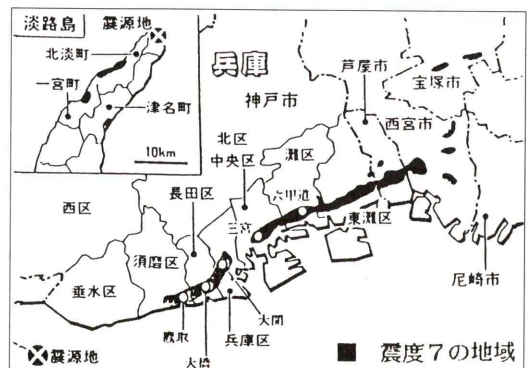 淡路島
震源地
北淡町
一宮町
津名町
10km
兵庫
神戸市
芦屋市
宝塚市
西宮市
北区
中央区
灘区
六甲道
長田区
三宮
東灘区
西区
須磨区
尼崎市
垂水区
大開
鷹取
兵庫区
大橋
震源地
震度7の地域